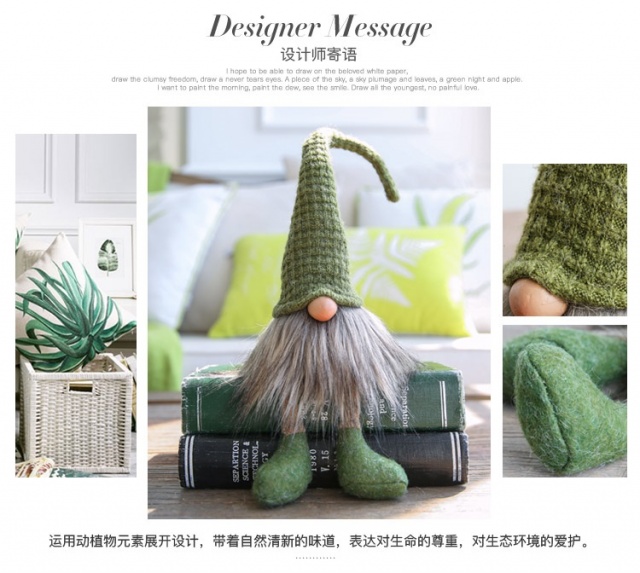 Designer Message
设计师寄语
I hope to be able to draw on the beloved white paper,
draw the clumsy freedom, draw a never tears eyes. A piece of the sky, a sky plumage and leaves, a green night and apple.
I want to paint the morning, paint the dew, see the smile. Draw all the youngest, no painful love.
SEPARTION
SCIENCE &
TECHNOL
1980
V. 15
运用动植物元素展开设计，带着自然清新的味道，表达对生命的尊重，对生态环境的爱护。